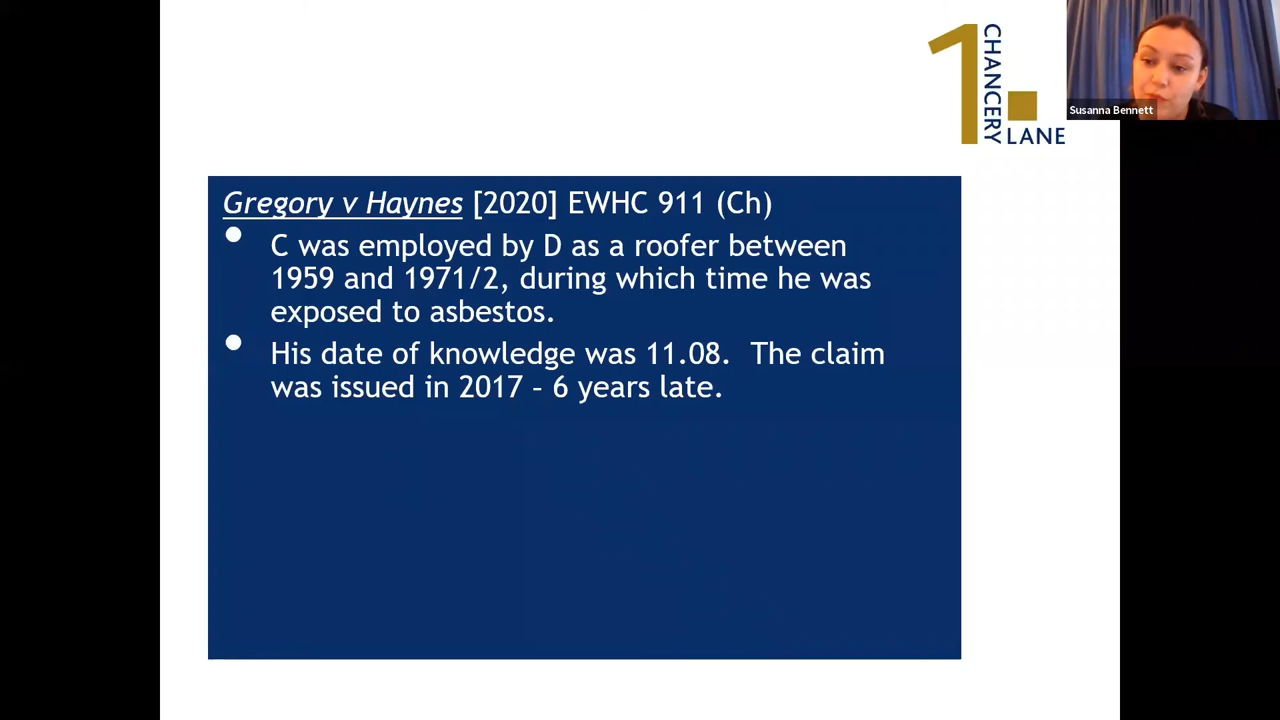 1
CHANCERY
LANE
Susanna Bennett
Gregory v Haynes [2020] EWHC 911 (Ch)
• C was employed by D as a roofer between
1959 and 1971/2, during which time he was
exposed to asbestos.
• His date of knowledge was 11.08.  The claim
was issued in 2017 – 6 years late.